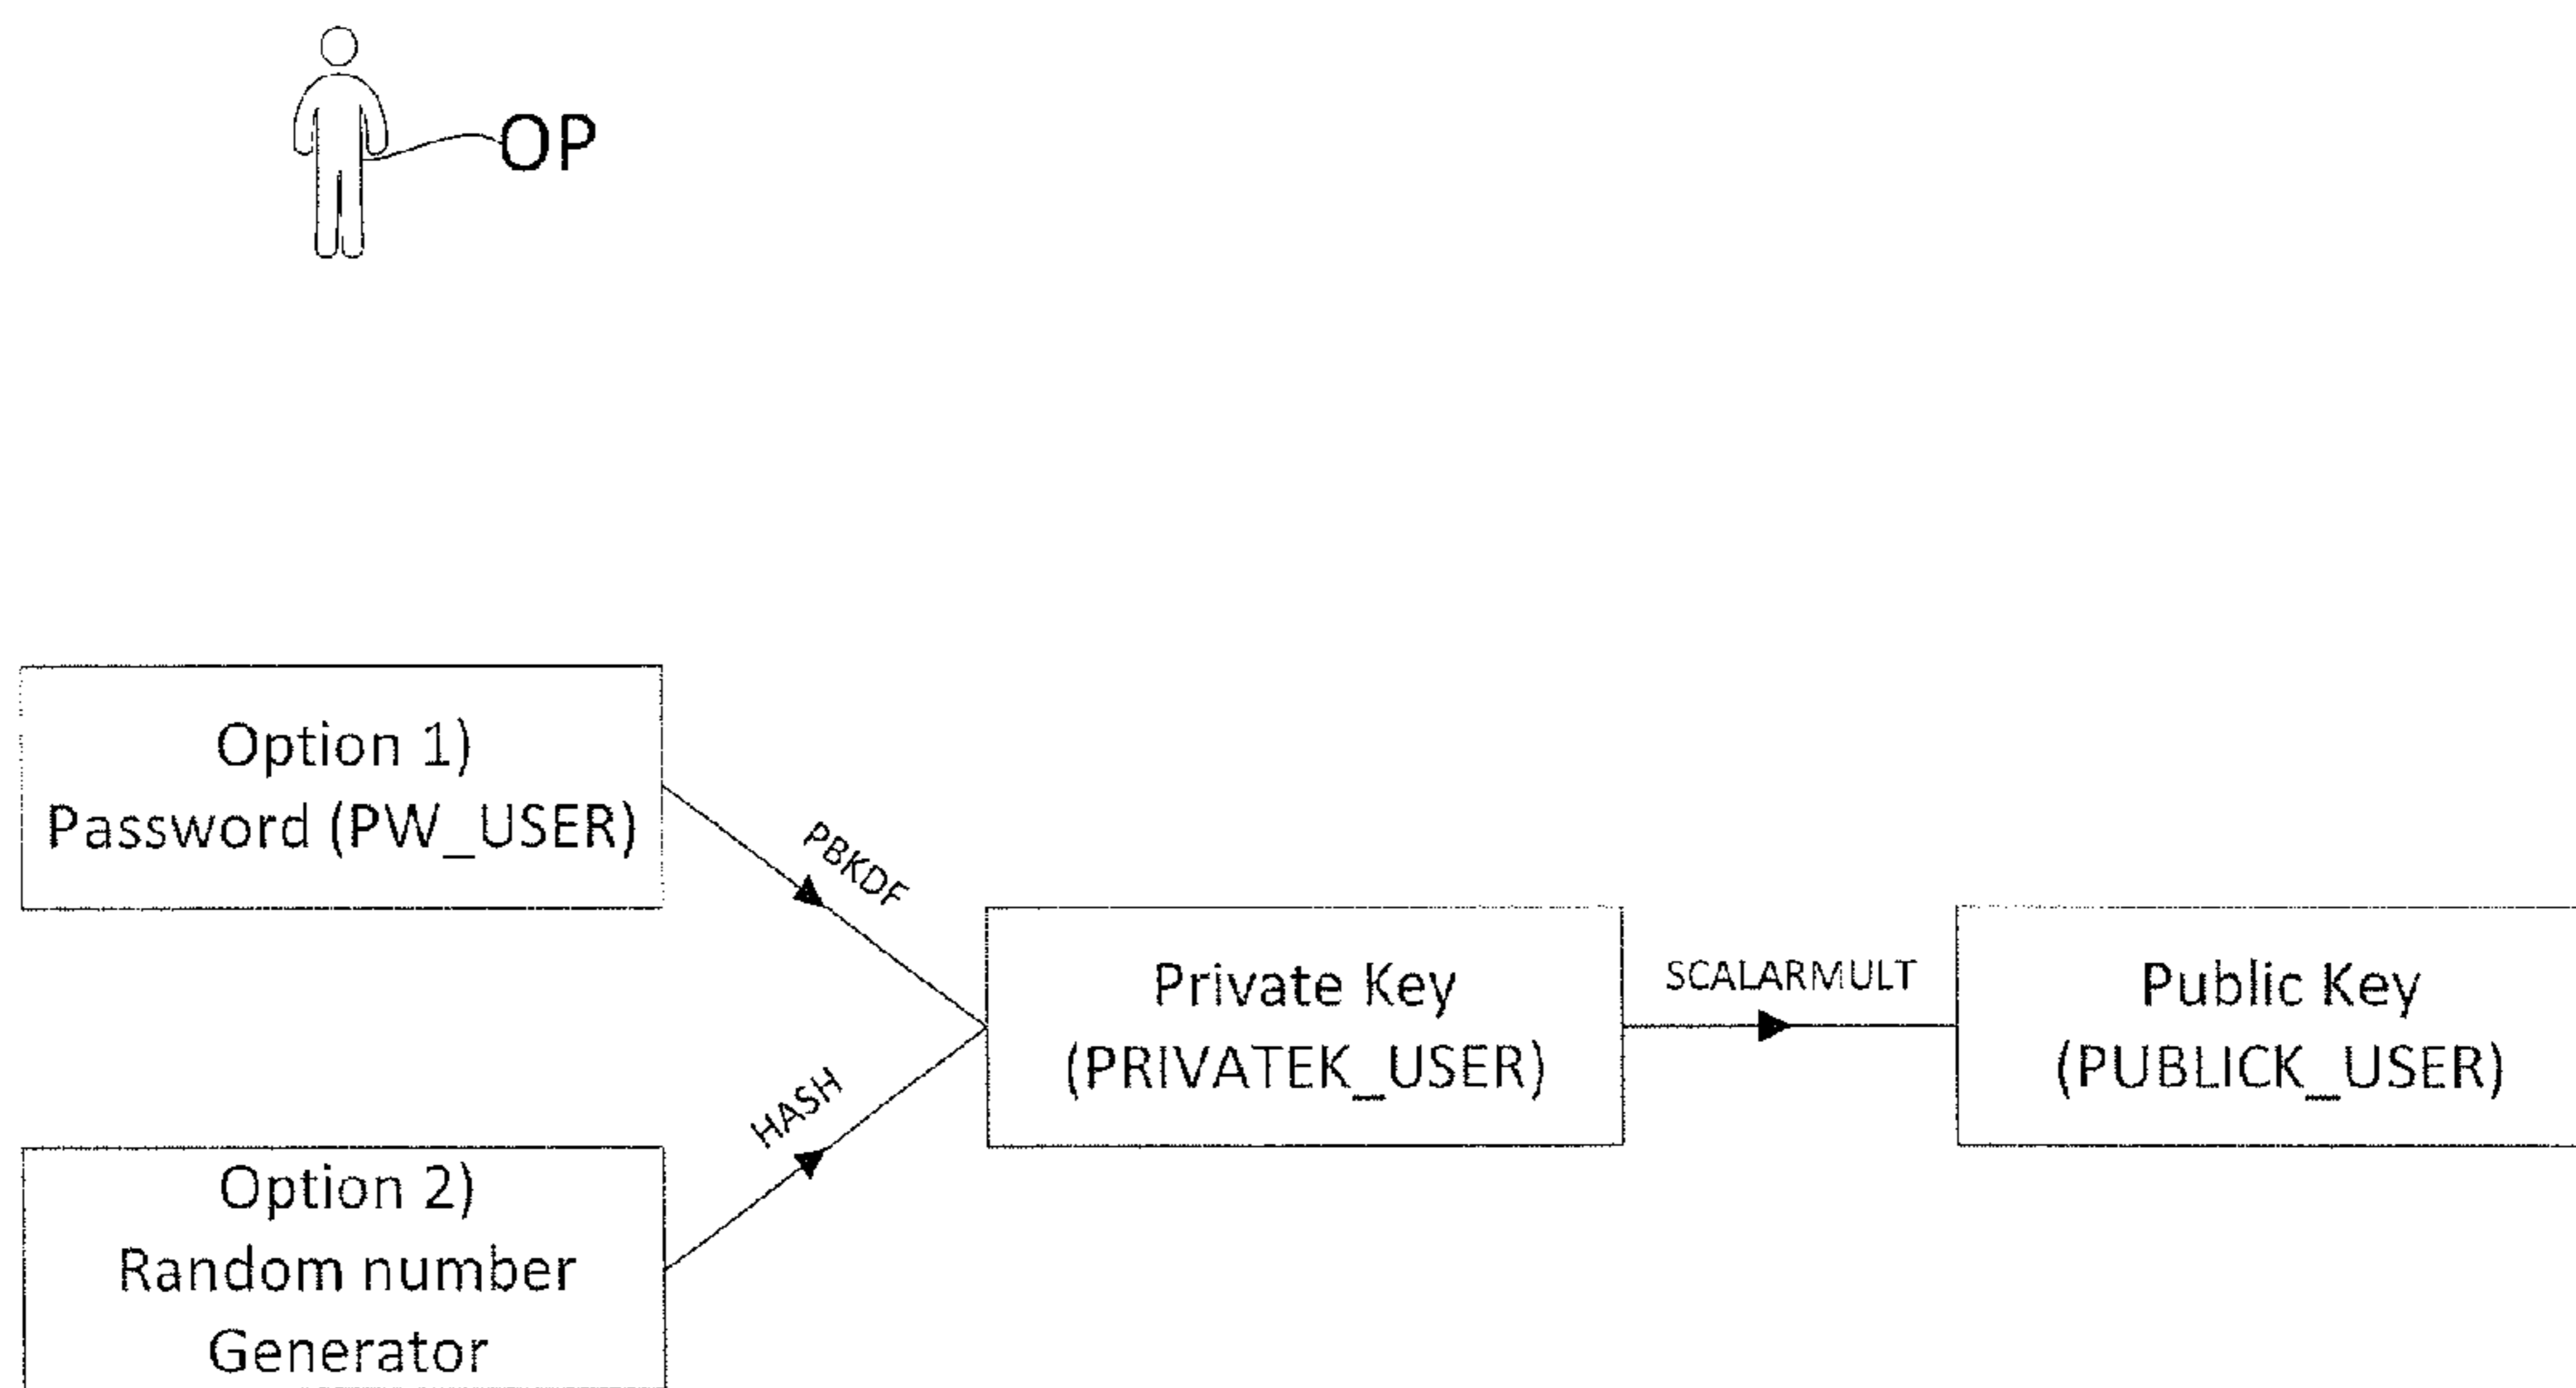 OP
Option 1)
Password (PW_USER)
PBKDF
Private Key
(PRIVATEK_USER)
SCALARMULT
Public Key
(PUBLICK_USER)
HASH
Option 2)
Random number
Generator